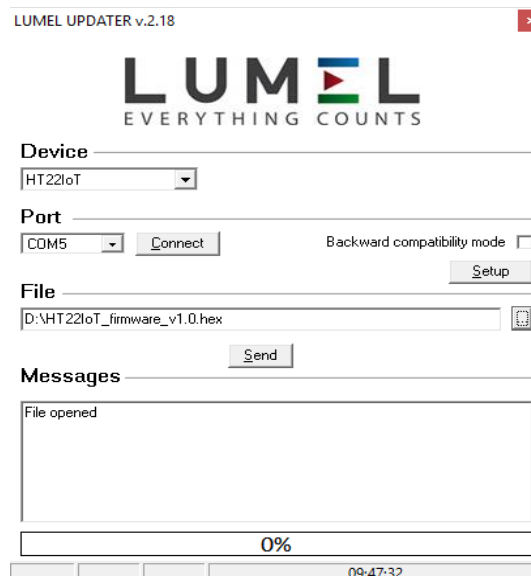 LUMEL UPDATER v.2.18
LUMEL
EVERYTHING COUNTS
Device
HT22IoT
Port
COM5 Connect Backward compatibility mode
Setup
File
D:\HT22IoT_firmware_v1.0.hex
Send
Messages
File opened
0%
09:47:32